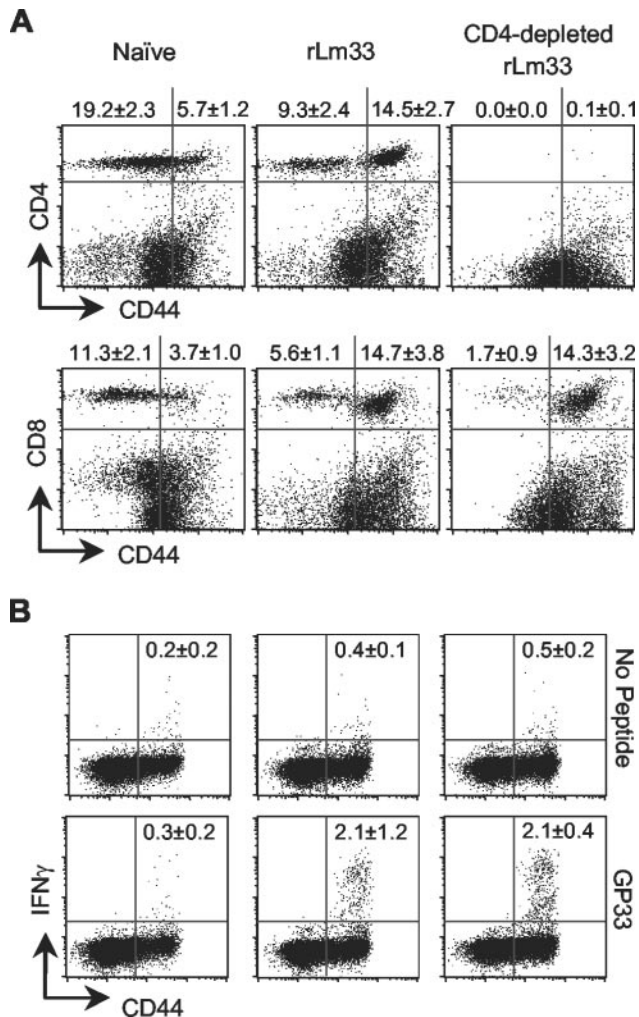 A
Naïve
rLm33
CD4-depleted
rLm33
19.2±2.3 5.7±1.2
9.3±2.4 14.5±2.7
0.0±0.0 0.1±0.1
CD4
CD44
11.3±2.1 3.7±1.0
5.6±1.1 14.7±3.8
1.7±0.9 14.3±3.2
CD8
CD44
B
0.2±0.2
0.4±0.1
0.5±0.2
No Peptide
0.3±0.2
2.1±1.2
2.1±0.4
GP33
IFNγ
CD44